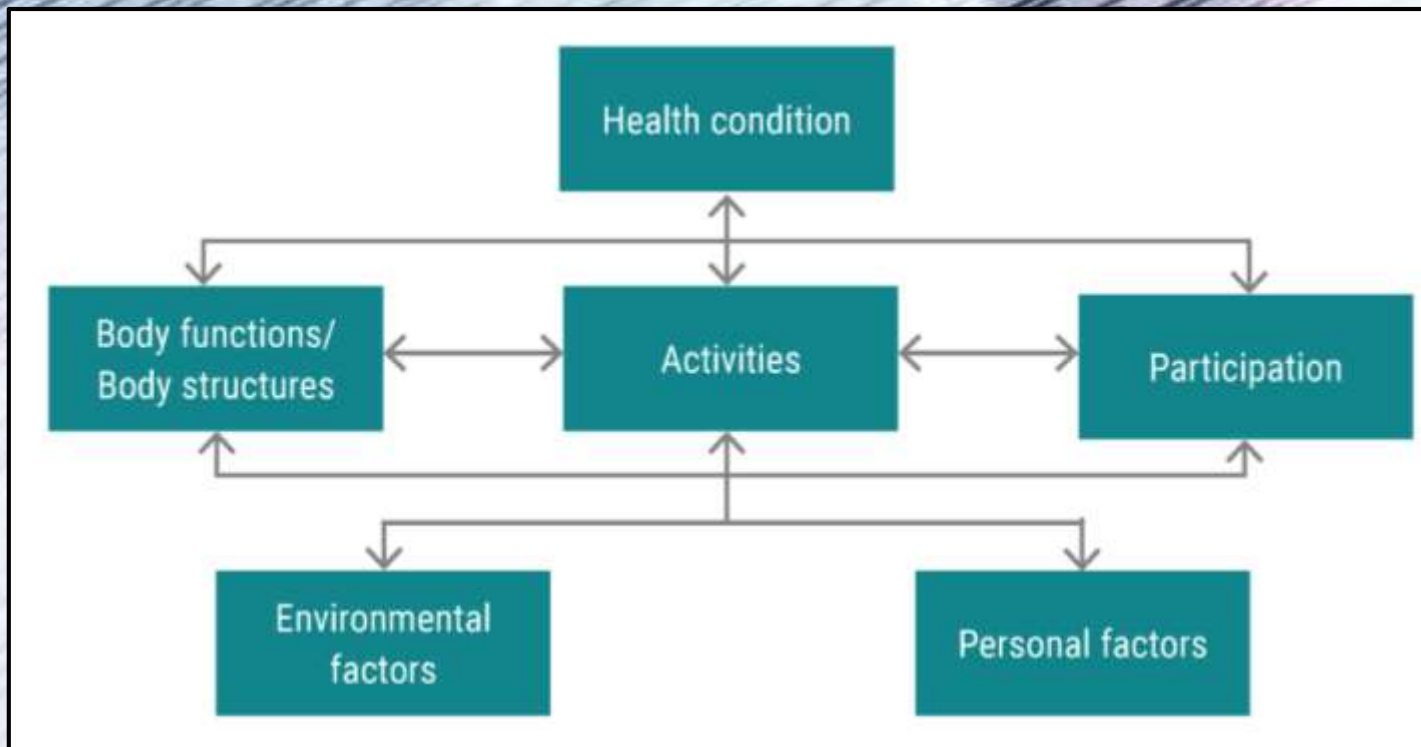 Health condition
Body functions/
Body structures
Activities
Participation
Environmental
factors
Personal factors